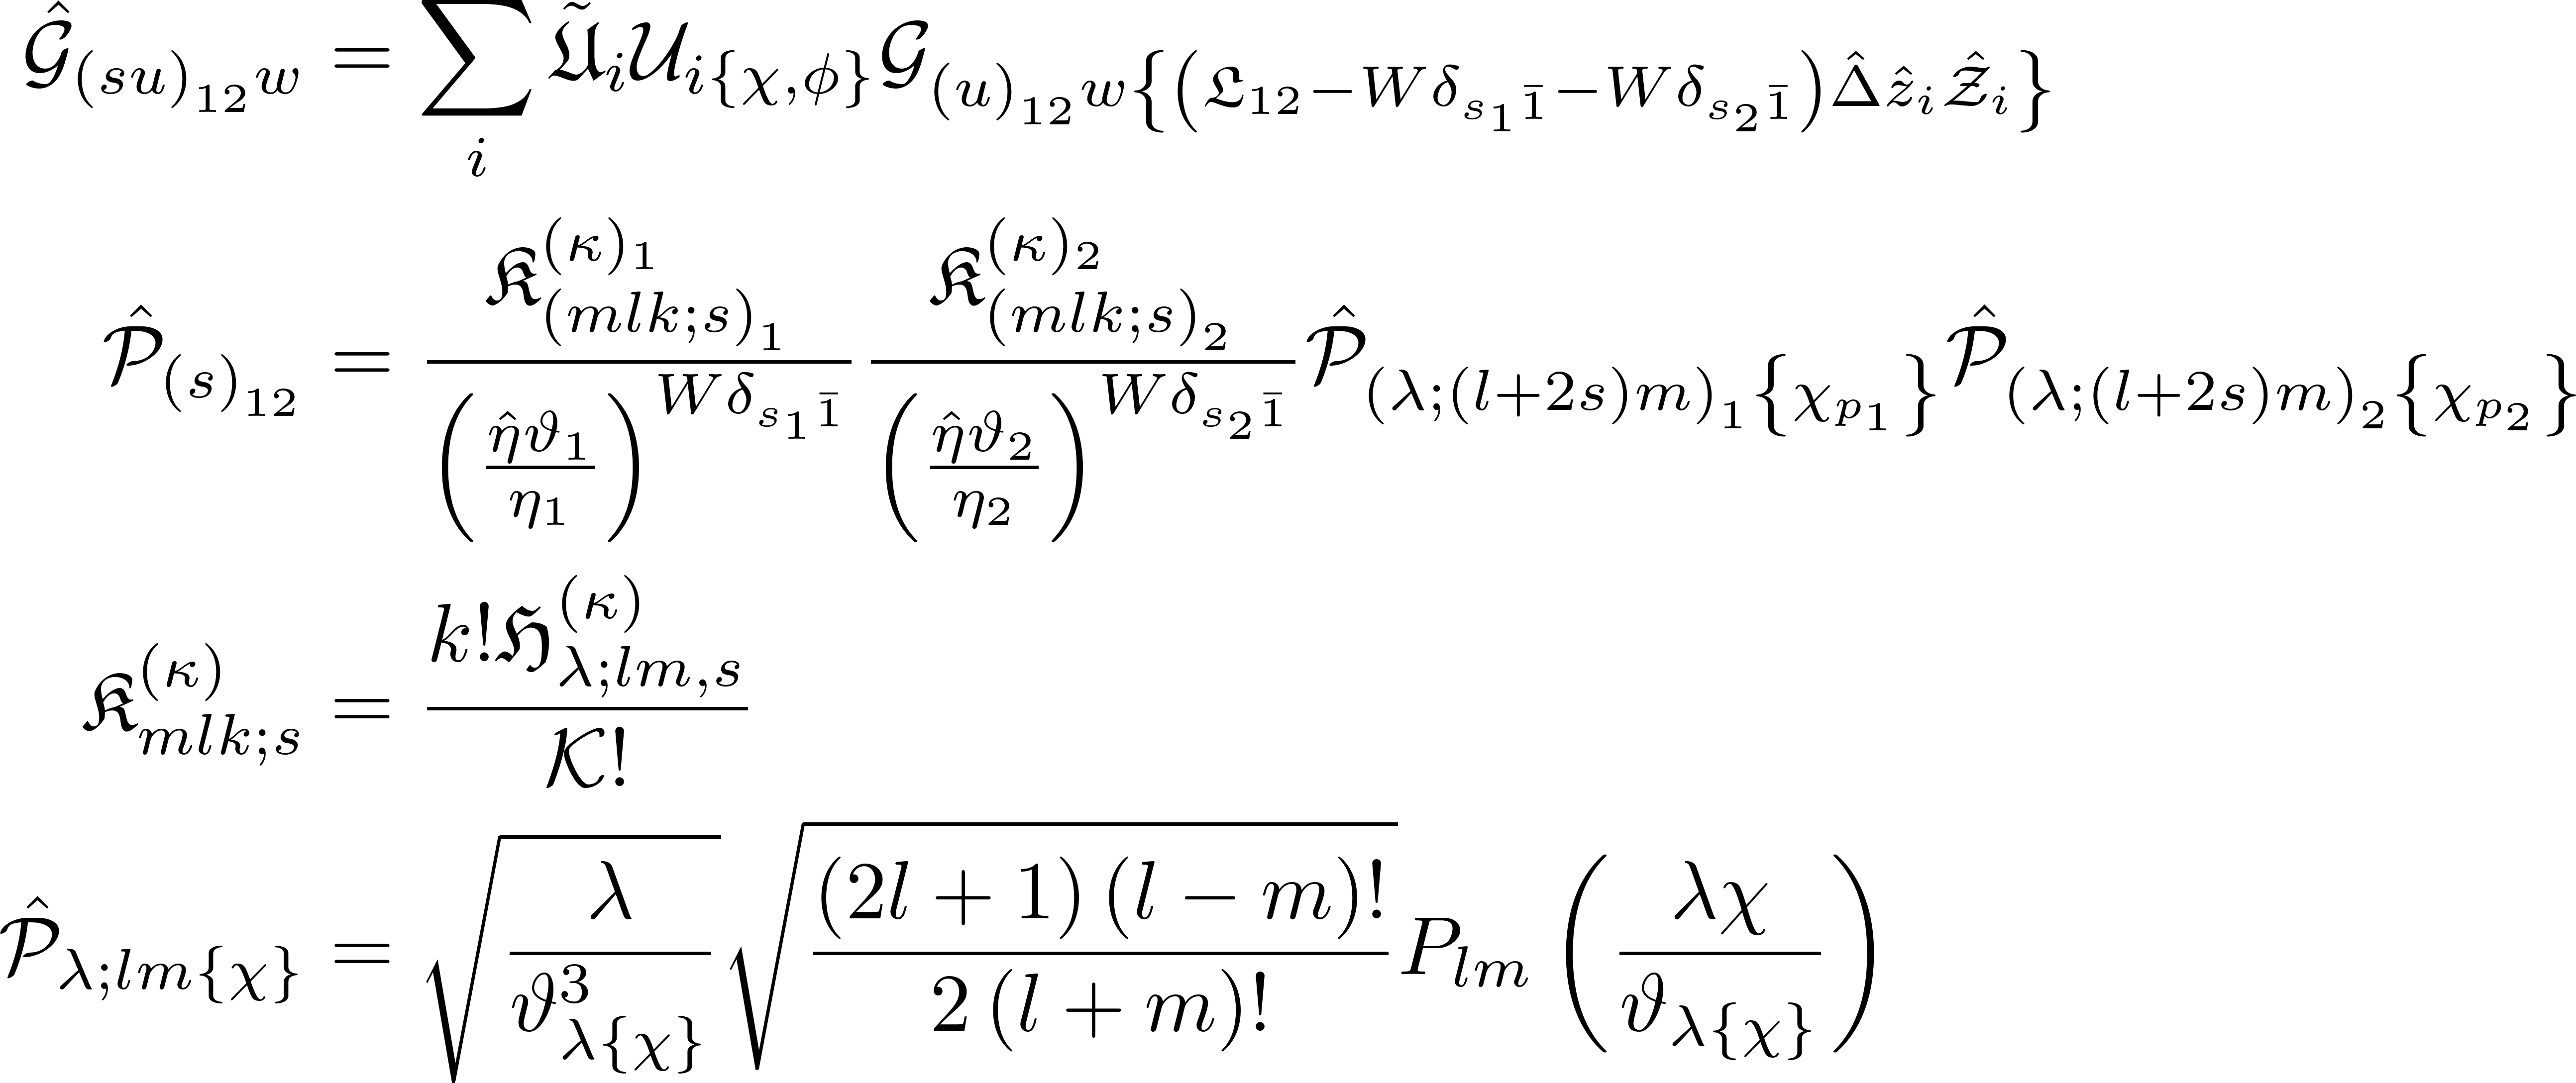 \hat{\mathcal{G}}_{(su)_{12}w} = \sum_i \tilde{\mathfrak{U}}_i \mathcal{U}_{i\{\chi,\phi\}} \mathcal{G}_{(u)_{12}w\{(\mathfrak{L}_{12}-W\delta_{s_1\bar{1}}-W\delta_{s_2\bar{1}})\hat{\Delta}\hat{z}_i\hat{\mathcal{Z}}_i\}}
\hat{\mathcal{P}}_{(s)_{12}} = \frac{\mathfrak{K}^{(\kappa)_1}_{(mlk;s)_1}}{\left(\frac{\hat{\eta}\vartheta_1}{\eta_1}\right)^{W\delta_{s_1\bar{1}}}} \frac{\mathfrak{K}^{(\kappa)_2}_{(mlk;s)_2}}{\left(\frac{\hat{\eta}\vartheta_2}{\eta_2}\right)^{W\delta_{s_2\bar{1}}}} \hat{\mathcal{P}}_{(\lambda;(l+2s)m)_1\{\chi_{p_1}\}} \hat{\mathcal{P}}_{(\lambda;(l+2s)m)_2\{\chi_{p_2}\}}
\mathfrak{K}^{(\kappa)}_{mlk;s} = \frac{k!\mathfrak{H}^{(\kappa)}_{\lambda;lm,s}}{\mathcal{K}!}
\hat{\mathcal{P}}_{\lambda;lm\{\chi\}} = \sqrt{\frac{\lambda}{\vartheta^3_{\lambda\{\chi\}}}} \sqrt{\frac{(2l+1)(l-m)!}{2(l+m)!}} P_{lm}\left(\frac{\lambda\chi}{\vartheta_{\lambda\{\chi\}}}\right)